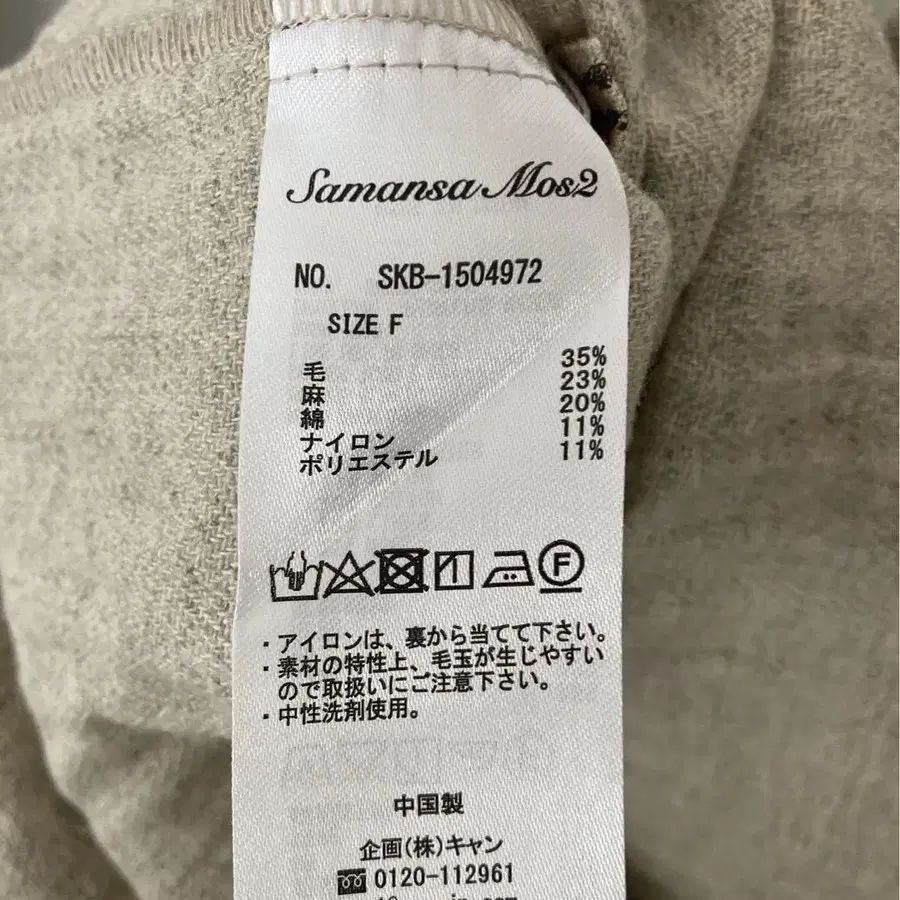 Samansa Mos2
NO. SKB-1504972
SIZE F
毛 35%
麻 23%
綿 20%
ナイロン 11%
ポリエステル 11%
F
・アイロンは、裏から当てて下さい。
・素材の特性上、毛玉が生じやすい
ので取扱いにご注意下さい。
・中性洗剤使用。
中国製
企画(株)キャン
0120-112961